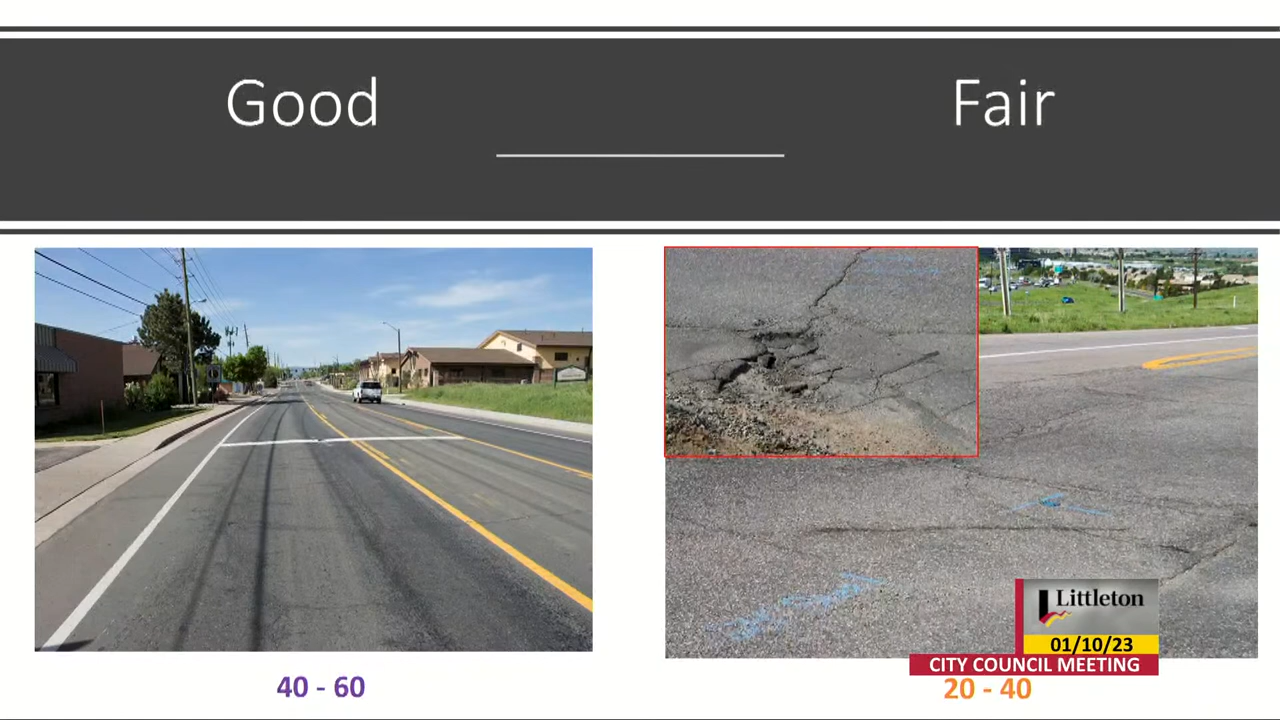 Good
Fair
40 - 60
Littleton
01/10/23
CITY COUNCIL MEETING
20 - 40